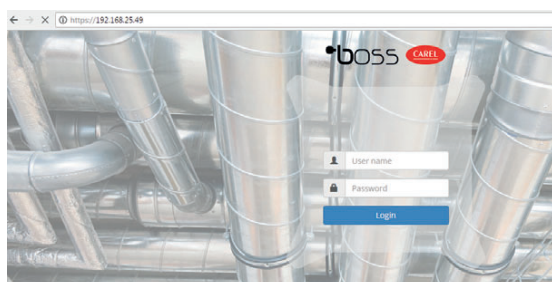 https://192.168.25.49
boss CAREL
User name
Password
Login